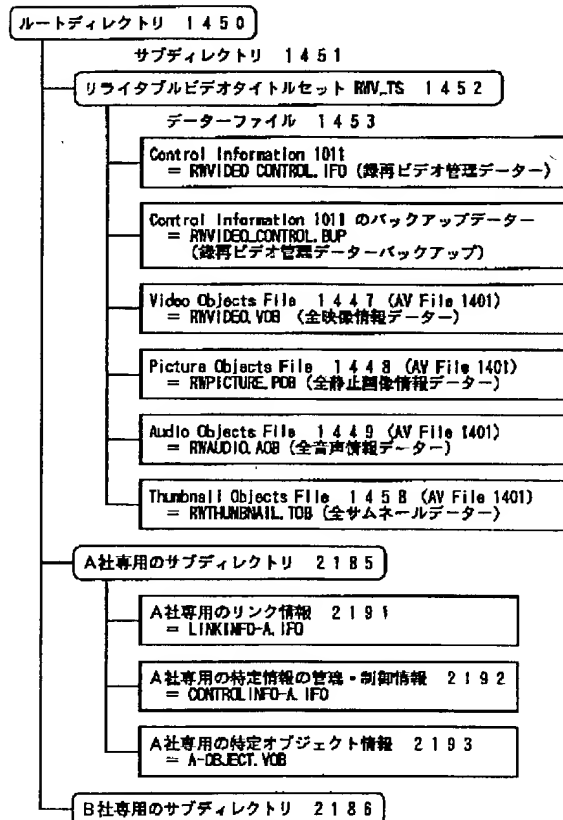 ルートディレクトリ 1450
サブディレクトリ 1451
リライタブルビデオタイトルセット RWV_TS 1452
データーファイル 1453
Control Information 1011
= RWVIDEO CONTROL.IFO (録再ビデオ管理データー)
Control Information 1011 のバックアップデーター
= RWVIDEO_CONTROL.BUP
(録再ビデオ管理データーバックアップ)
Video Objects File 1447 (AV File 1401)
= RWVIDEO.VOB (全映像情報データー)
Picture Objects File 1448 (AV File 1401)
= RWPICTURE.POB (全静止画像情報データー)
Audio Objects File 1449 (AV File 1401)
= RWAUDIO.AOB (全音声情報データー)
Thumbnail Objects File 1458 (AV File 1401)
= RWTHUMBNAIL.TOB (全サムネールデーター)
A社専用のサブディレクトリ 2185
A社専用のリンク情報 2191
= LINKINFO-A.IFO
A社専用の特定情報の管理・制御情報 2192
= CONTROLINFO-A.IFO
A社専用の特定オブジェクト情報 2193
= A-OBJECT.VOB
B社専用のサブディレクトリ 2186